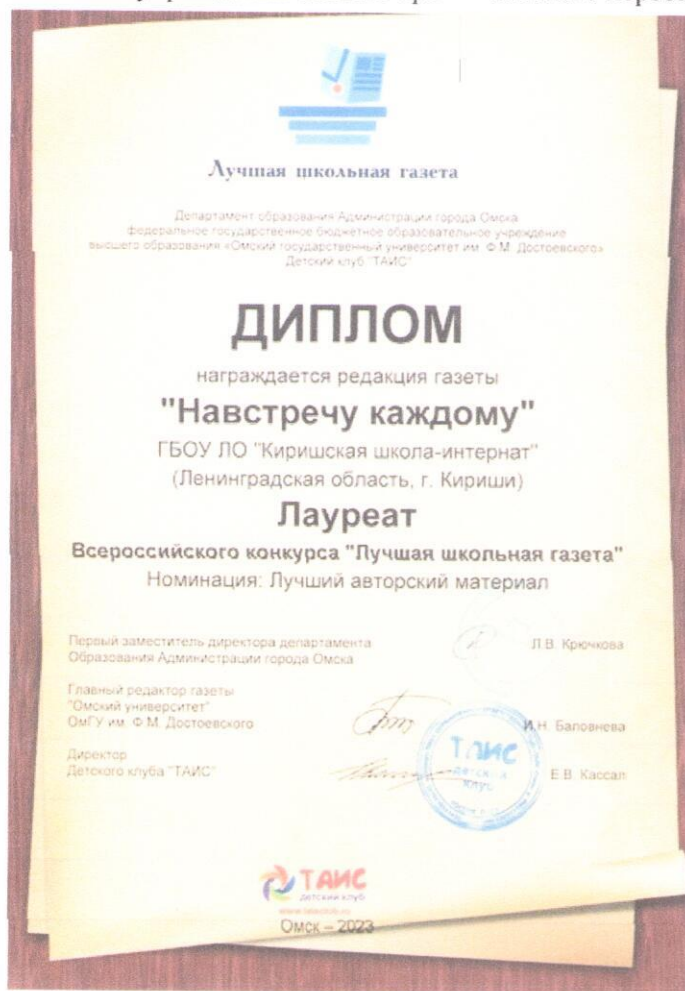 Лучшая школьная газета
Департамент образования Администрации города Омска
федеральное государственное бюджетное образовательное учреждение
высшего образования «Омский государственный университет им. Ф.М. Достоевского»
Детский клуб "ТАИС"
ДИПЛОМ
награждается редакция газеты
"Навстречу каждому"
ГБОУ ЛО "Киришская школа-интернат"
(Ленинградская область, г. Кириши)
Лауреат
Всероссийского конкурса "Лучшая школьная газета"
Номинация: Лучший авторский материал
Первый заместитель директора департамента
Образования Администрации города Омска
Л.В. Крючкова
Главный редактор газеты
"Омский университет"
ОмГУ им. Ф.М. Достоевского
И.Н. Баловнева
Директор
Детского клуба "ТАИС"
Е.В. Кассал
ТАИС
детский
клуб
ТАИС
детский клуб
Омск – 2023